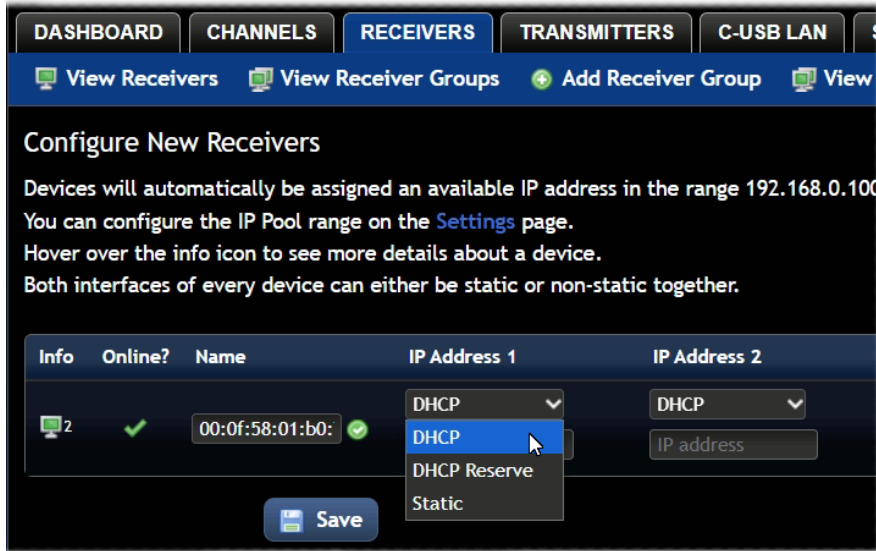 DASHBOARD CHANNELS RECEIVERS TRANSMITTERS C-USB LAN
View Receivers View Receiver Groups Add Receiver Group View
Configure New Receivers
Devices will automatically be assigned an available IP address in the range 192.168.0.100
You can configure the IP Pool range on the Settings page.
Hover over the info icon to see more details about a device.
Both interfaces of every device can either be static or non-static together.
Info Online? Name IP Address 1 IP Address 2
DHCP DHCP
2 00:0f:58:01:b0: DHCP IP address
DHCP Reserve
Static
Save